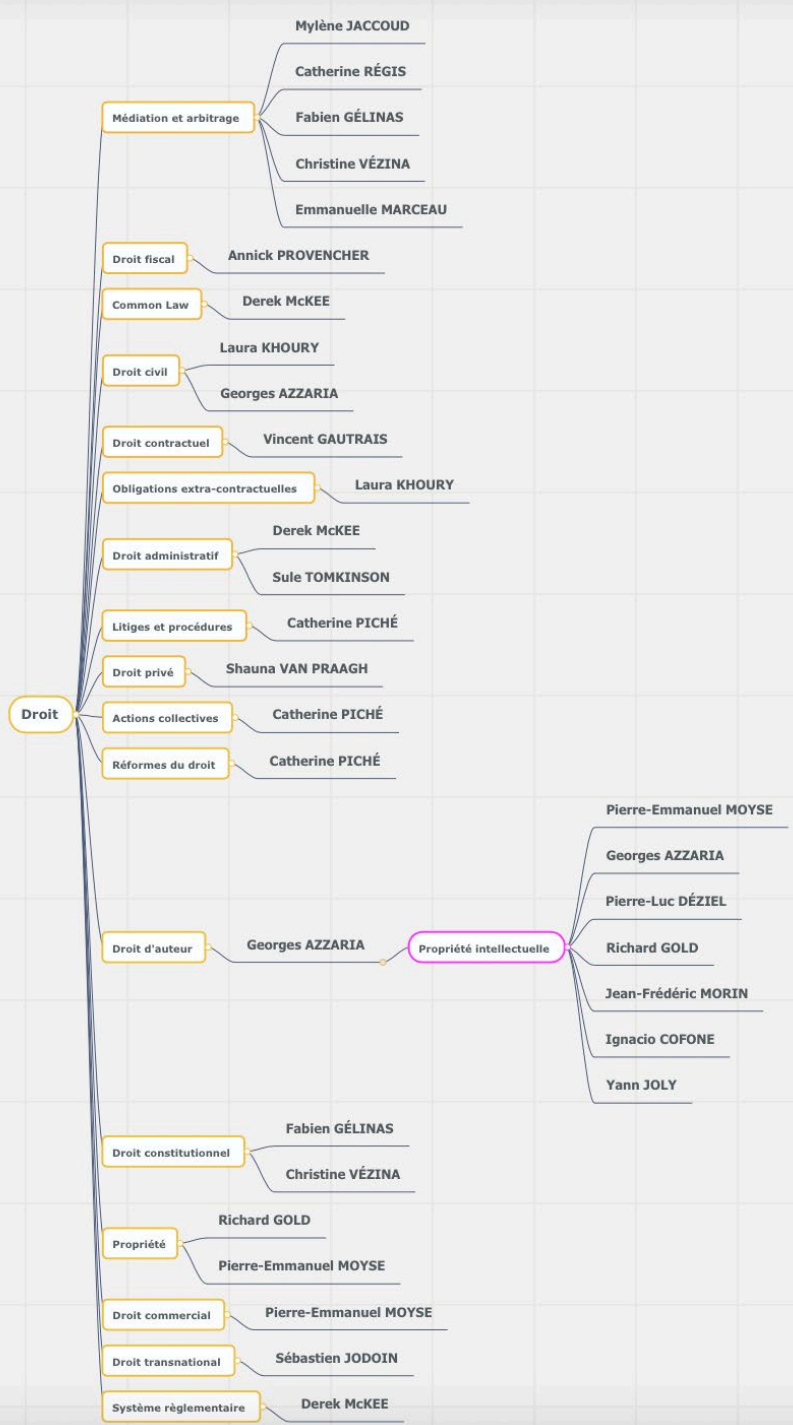 Droit
Médiation et arbitrage
Mylène JACCOUD
Catherine RÉGIS
Fabien GÉLINAS
Christine VÉZINA
Emmanuelle MARCEAU
Droit fiscal
Annick PROVENCHER
Common Law
Derek McKEE
Droit civil
Laura KHOURY
Georges AZZARIA
Droit contractuel
Vincent GAUTRAIS
Obligations extra-contractuelles
Laura KHOURY
Droit administratif
Derek McKEE
Sule TOMKINSON
Litiges et procédures
Catherine PICHÉ
Droit privé
Shauna VAN PRAAGH
Actions collectives
Catherine PICHÉ
Réformes du droit
Catherine PICHÉ
Droit d'auteur
Georges AZZARIA
Propriété intellectuelle
Pierre-Emmanuel MOYSE
Georges AZZARIA
Pierre-Luc DÉZIEL
Richard GOLD
Jean-Frédéric MORIN
Ignacio COFONE
Yann JOLY
Droit constitutionnel
Fabien GÉLINAS
Christine VÉZINA
Propriété
Richard GOLD
Pierre-Emmanuel MOYSE
Droit commercial
Pierre-Emmanuel MOYSE
Droit transnational
Sébastien JODOIN
Système règlementaire
Derek McKEE